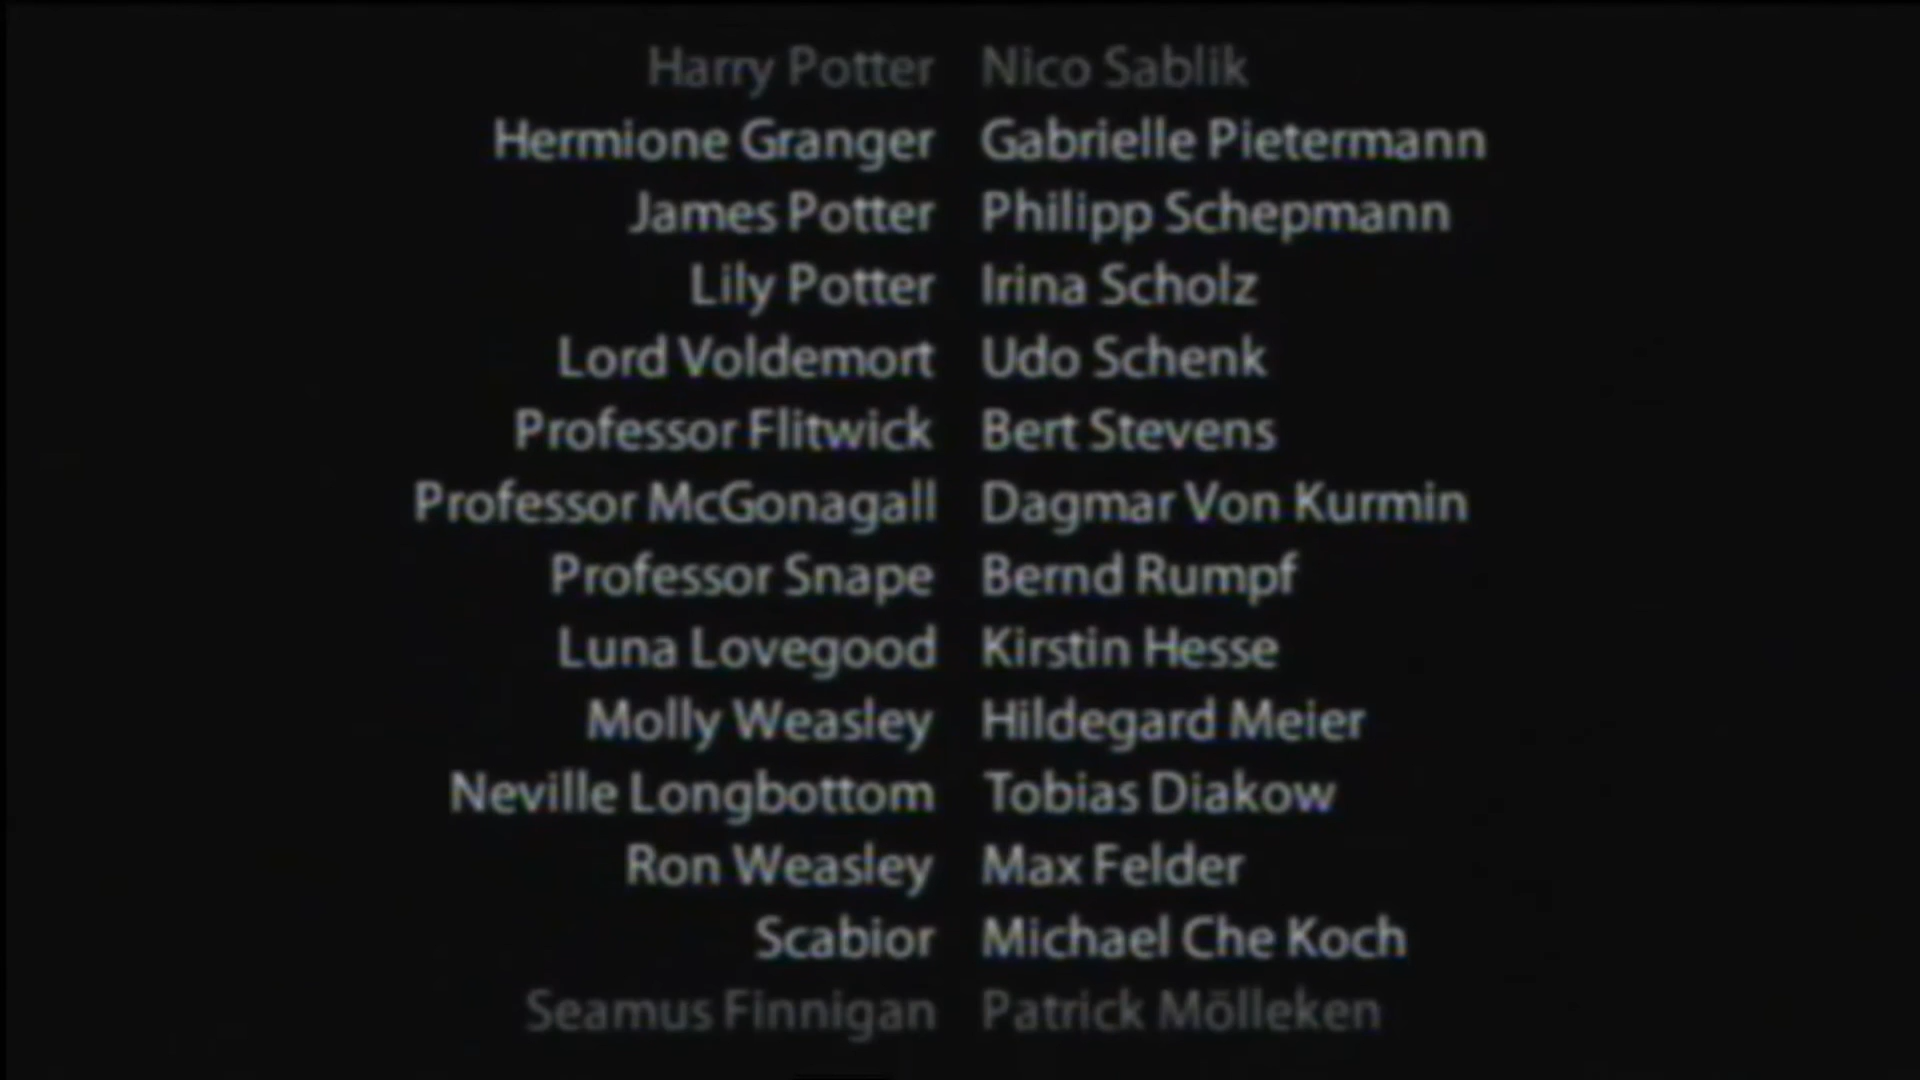 Harry Potter Nico Sablik
Hermione Granger Gabrielle Pietermann
James Potter Philipp Schepmann
Lily Potter Irina Scholz
Lord Voldemort Udo Schenk
Professor Flitwick Bert Stevens
Professor McGonagall Dagmar Von Kurmin
Professor Snape Bernd Rumpf
Luna Lovegood Kirstin Hesse
Molly Weasley Hildegard Meier
Neville Longbottom Tobias Diakow
Ron Weasley Max Felder
Scabior Michael Che Koch
Seamus Finnigan Patrick Mölleken